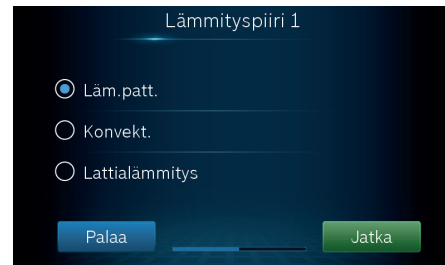 Lämmityspiiri 1
Läm.patt.
Konvekt.
Lattialämmitys
Palaa
Jatka